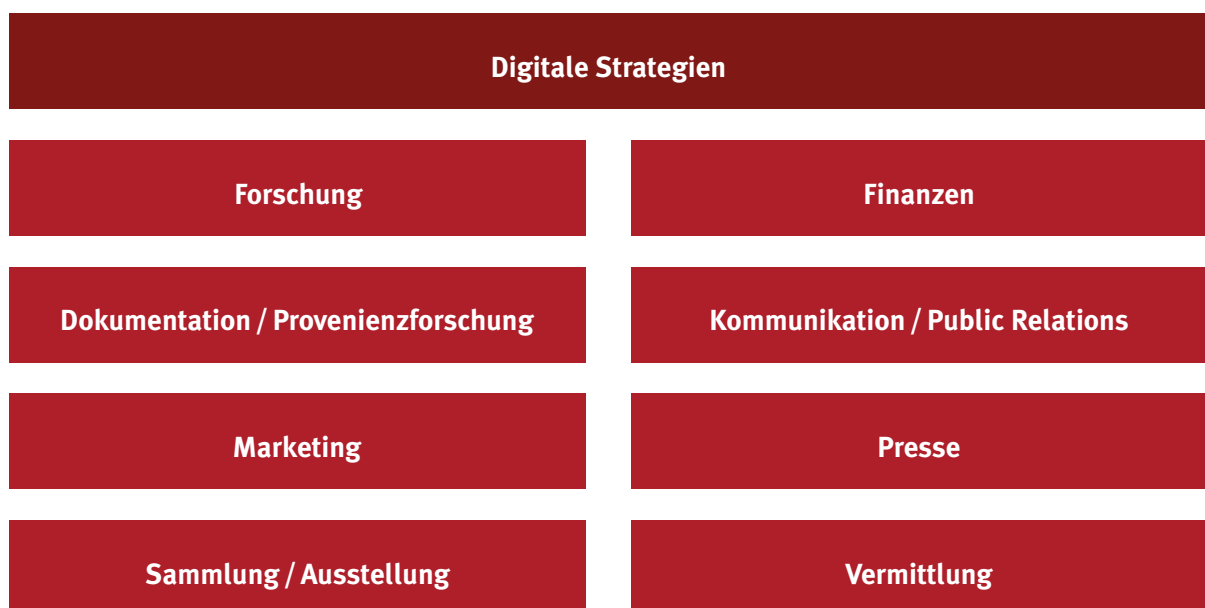 Digitale Strategien
Forschung
Finanzen
Dokumentation / Provenienzforschung
Kommunikation / Public Relations
Marketing
Presse
Sammlung / Ausstellung
Vermittlung